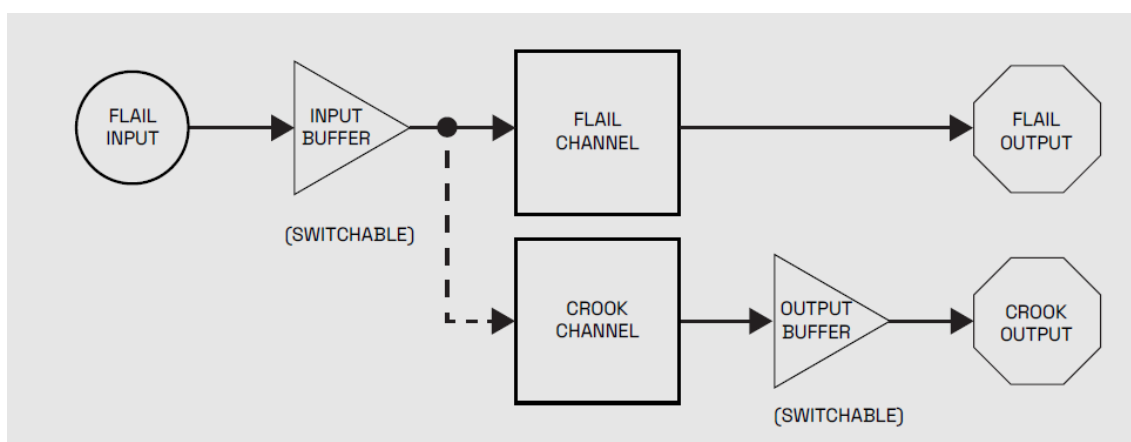 FLAIL
INPUT
INPUT
BUFFER
(SWITCHABLE)
FLAIL
CHANNEL
FLAIL
OUTPUT
CROOK
CHANNEL
OUTPUT
BUFFER
(SWITCHABLE)
CROOK
OUTPUT